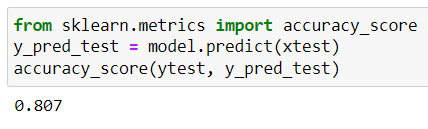 from sklearn.metrics import accuracy_score
y_pred_test = model.predict(xtest)
accuracy_score(ytest, y_pred_test)
0.807